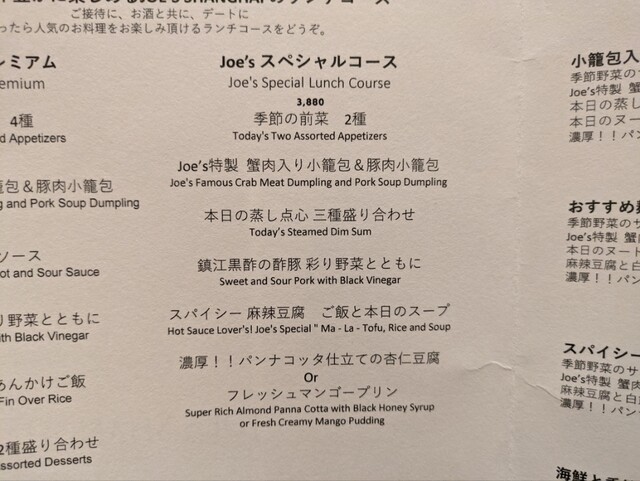 ご接待に、お酒と共に、デートに
ったら人気のお料理をお楽しみ頂けるランチコースをどうぞ。
レミアム
emium
4種
d Appetizers
籠包＆豚肉小籠包
ng and Pork Soup Dumpling
ソース
ot and Sour Sauce
り野菜とともに
ith Black Vinegar
あんかけご飯
Fin Over Rice
2種盛り合わせ
ssorted Desserts
Joe's スペシャルコース
Joe's Special Lunch Course
3,880
季節の前菜　2種
Today's Two Assorted Appetizers
Joe's特製 蟹肉入り小籠包＆豚肉小籠包
Joe's Famous Crab Meat Dumpling and Pork Soup Dumpling
本日の蒸し点心 三種盛り合わせ
Today's Steamed Dim Sum
鎮江黒酢の酢豚 彩り野菜とともに
Sweet and Sour Pork with Black Vinegar
スパイシー 麻辣豆腐　ご飯と本日のスープ
Hot Sauce Lover's! Joe's Special " Ma - La - Tofu, Rice and Soup
濃厚！！パンナコッタ仕立ての杏仁豆腐
Or
フレッシュマンゴープリン
Super Rich Almond Panna Cotta with Black Honey Syrup
or Fresh Creamy Mango Pudding
小籠包入
季節野菜の
Joe's特製 蟹
本日の蒸し
本日のヌート
濃厚！！パン
おすすめ
季節野菜のサ
Joe's特製 蟹肉
本日のヌード
麻辣豆腐と白
濃厚！！パン
スパイシー
季節野菜のサ
Joe's特製 蟹肉
麻辣豆腐と白
濃厚！！パン
海鮮と